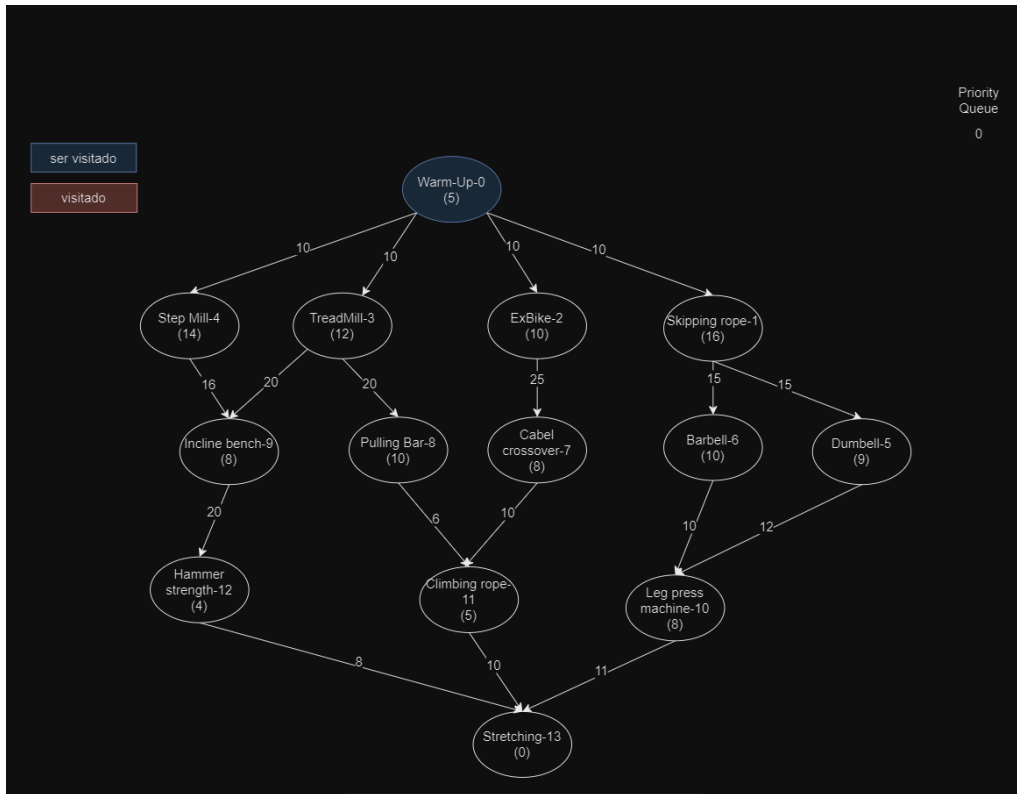 Priority
Queue
0
ser visitado
visitado
Warm-Up-0
(5)
10
10
10
10
Step Mill-4
(14)
TreadMill-3
(12)
ExBike-2
(10)
Skipping rope-1
(16)
16
20
20
25
15
15
Incline bench-9
(8)
Pulling Bar-8
(10)
Cabel
crossover-7
(8)
Barbell-6
(10)
Dumbell-5
(9)
20
6
10
10
12
Hammer
strength-12
(4)
Climbing rope-
11
(5)
Leg press
machine-10
(8)
8
10
11
Stretching-13
(0)